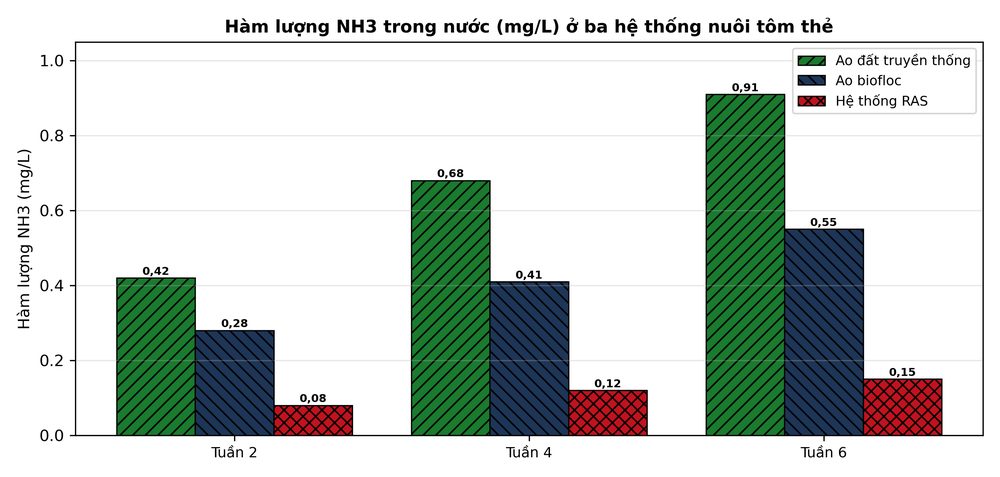 Hàm lượng NH3 trong nước (mg/L) ở ba hệ thống nuôi tôm thẻ
Hàm lượng NH3 (mg/L)
1.0
0.8
0.6
0.4
0.2
0.0
Ao đất truyền thống
Ao biofloc
Hệ thống RAS
0,42
0,28
0,08
0,68
0,41
0,12
0,91
0,55
0,15
Tuần 2
Tuần 4
Tuần 6